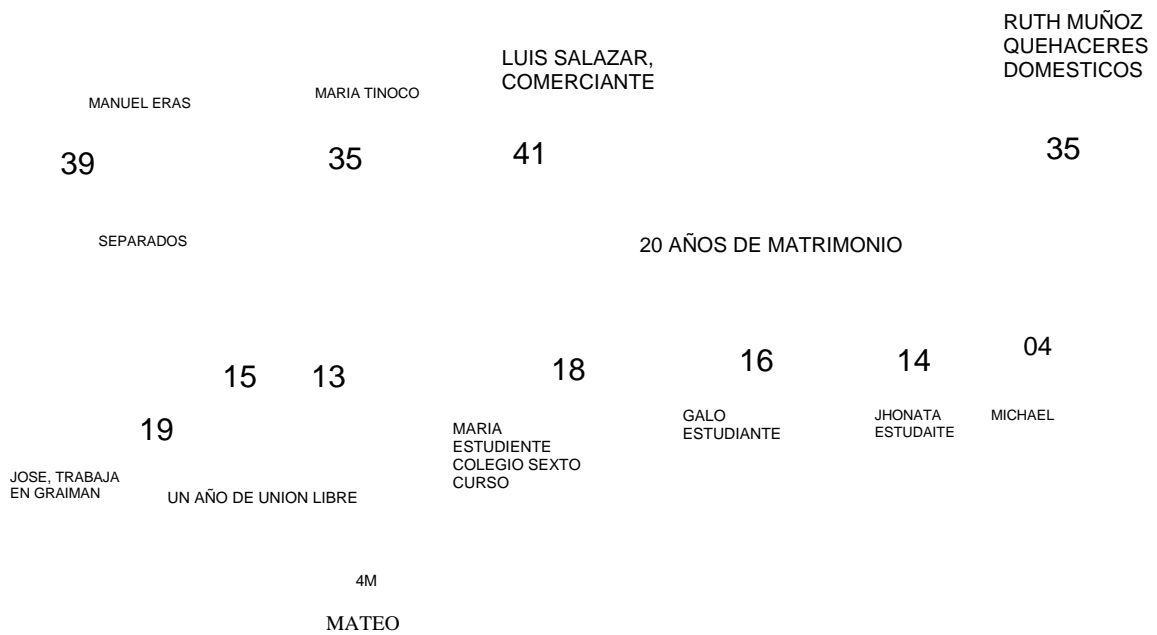 RUTH MUÑOZ
QUEHACERES
DOMESTICOS
LUIS SALAZAR,
COMERCIANTE
MANUEL ERAS
MARIA TINOCO
39
35
41
35
SEPARADOS
20 AÑOS DE MATRIMONIO
15
13
18
16
14
04
19
JOSE, TRABAJA
EN GRAIMAN
UN AÑO DE UNION LIBRE
MARIA
ESTUDIENTE
COLEGIO SEXTO
CURSO
GALO
ESTUDIANTE
JHONATA
ESTUDAITE
MICHAEL
4M
MATEO